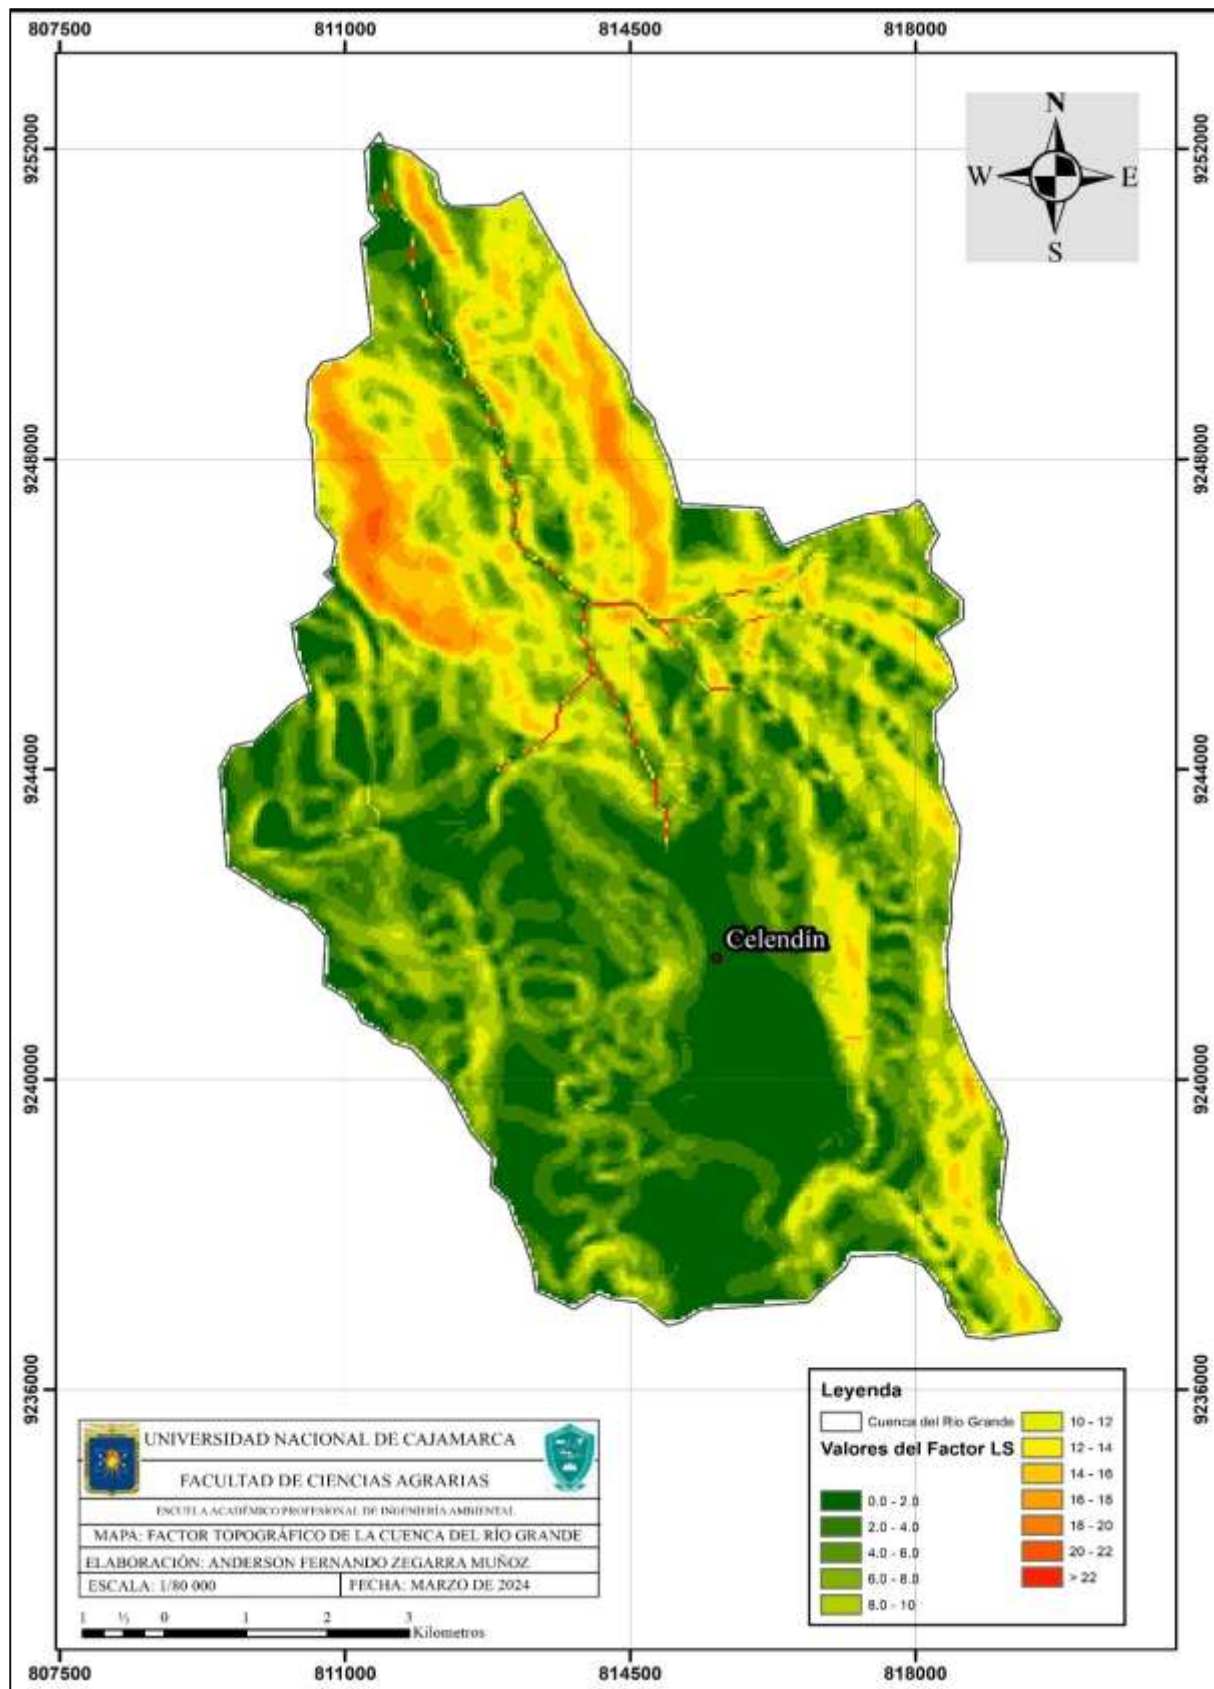 807500 811000 814500 818000
N
W E
S
9252000 9252000
9248000 9248000
9244000 9244000
Celendín
9240000 9240000
9236000 9236000
Leyenda
Cuenca del Río Grande
Valores del Factor LS
0.0 - 2.0
2.0 - 4.0
4.0 - 6.0
6.0 - 8.0
8.0 - 10
10 - 12
12 - 14
14 - 16
16 - 18
18 - 20
20 - 22
> 22
UNIVERSIDAD NACIONAL DE CAJAMARCA
FACULTAD DE CIENCIAS AGRARIAS
ESCUELA ACADÉMICO PROFESIONAL DE INGENIERÍA AMBIENTAL
MAPA: FACTOR TOPOGRÁFICO DE LA CUENCA DEL RÍO GRANDE
ELABORACIÓN: ANDERSON FERNANDO ZEGARRA MUÑOZ
ESCALA: 1/80 000 FECHA: MARZO DE 2024
1 ½ 0 1 2 3
Kilometros
807500 811000 814500 818000